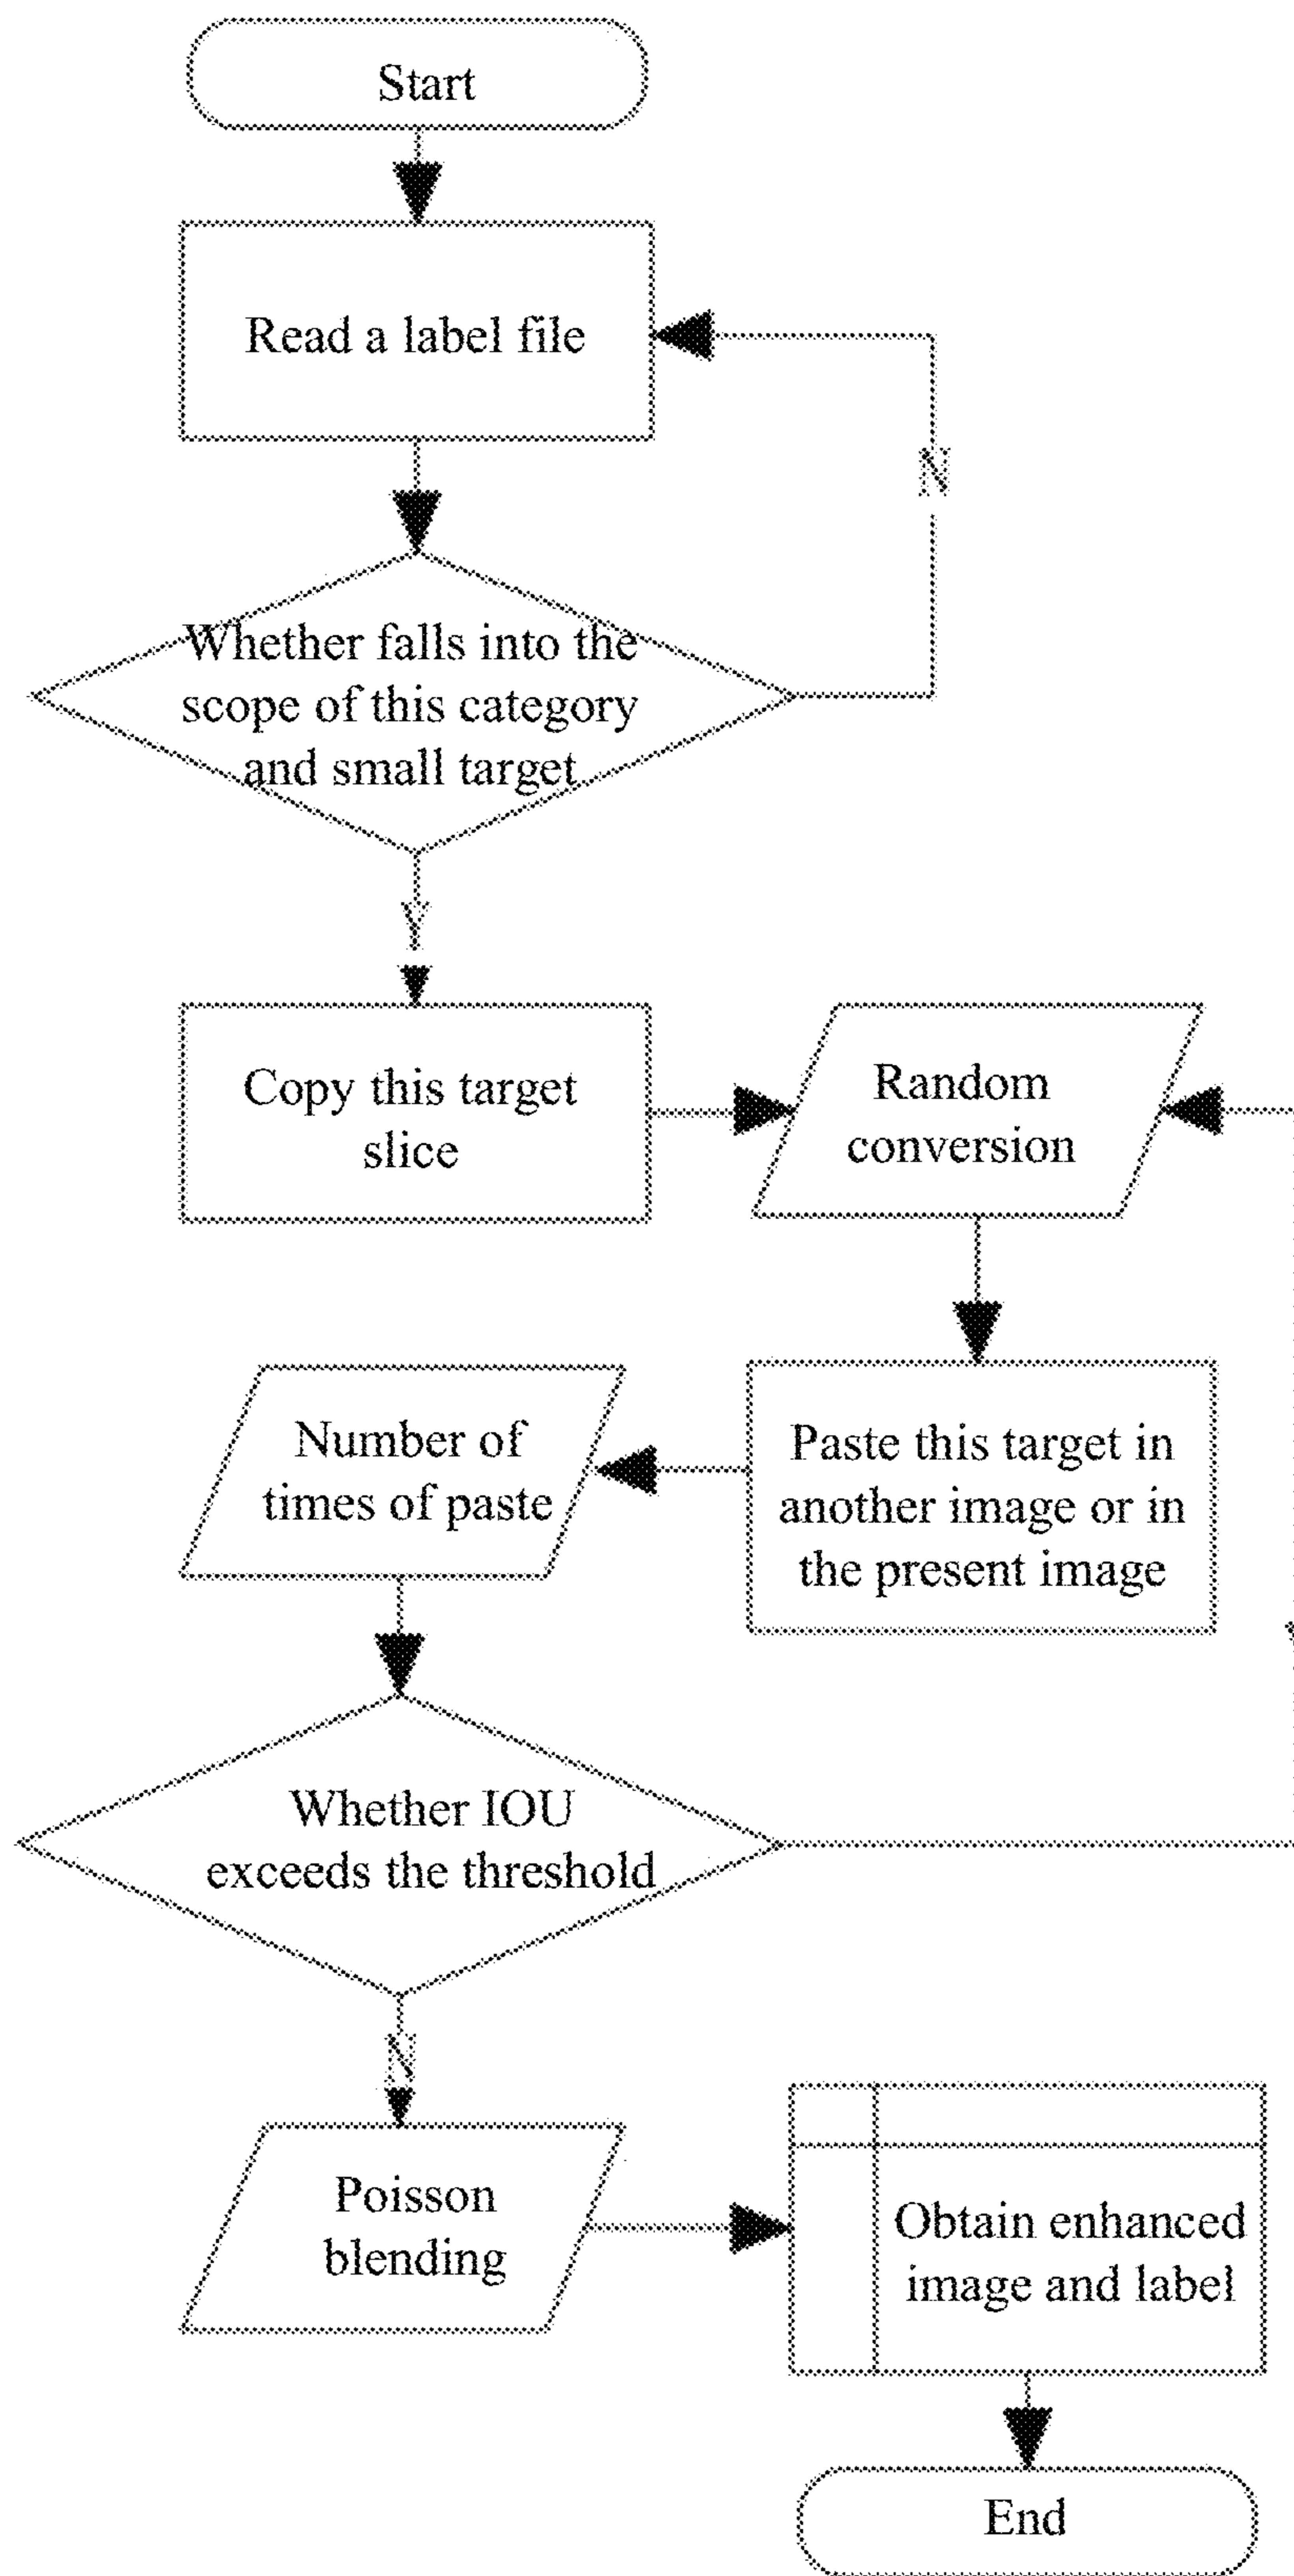 Start
Read a label file
N
Whether falls into the
scope of this category
and small target
Y
Copy this target
slice
Random
conversion
Paste this target in
another image or in
the present image
Number of
times of paste
Whether IOU
exceeds the threshold
N
Poisson
blending
Obtain enhanced
image and label
End